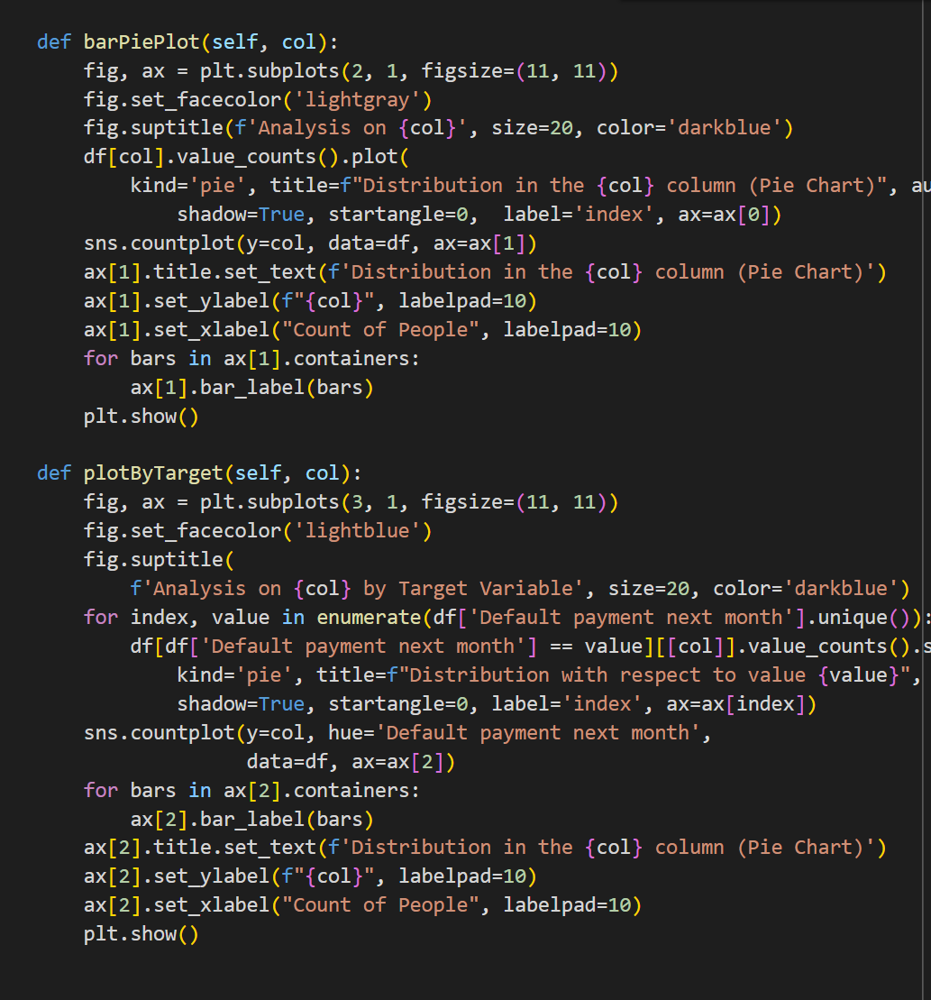 def barPiePlot(self, col):
    fig, ax = plt.subplots(2, 1, figsize=(11, 11))
    fig.set_facecolor('lightgray')
    fig.suptitle(f'Analysis on {col}', size=20, color='darkblue')
    df[col].value_counts().plot(
        kind='pie', title=f"Distribution in the {col} column (Pie Chart)", au
            shadow=True, startangle=0,  label='index', ax=ax[0])
    sns.countplot(y=col, data=df, ax=ax[1])
    ax[1].title.set_text(f'Distribution in the {col} column (Pie Chart)')
    ax[1].set_ylabel(f"{col}", labelpad=10)
    ax[1].set_xlabel("Count of People", labelpad=10)
    for bars in ax[1].containers:
        ax[1].bar_label(bars)
    plt.show()

def plotByTarget(self, col):
    fig, ax = plt.subplots(3, 1, figsize=(11, 11))
    fig.set_facecolor('lightblue')
    fig.suptitle(
        f'Analysis on {col} by Target Variable', size=20, color='darkblue')
    for index, value in enumerate(df['Default payment next month'].unique()):
        df[df['Default payment next month'] == value][[col]].value_counts().s
            kind='pie', title=f"Distribution with respect to value {value}",
            shadow=True, startangle=0, label='index', ax=ax[index])
    sns.countplot(y=col, hue='Default payment next month',
                  data=df, ax=ax[2])
    for bars in ax[2].containers:
        ax[2].bar_label(bars)
    ax[2].title.set_text(f'Distribution in the {col} column (Pie Chart)')
    ax[2].set_ylabel(f"{col}", labelpad=10)
    ax[2].set_xlabel("Count of People", labelpad=10)
    plt.show()